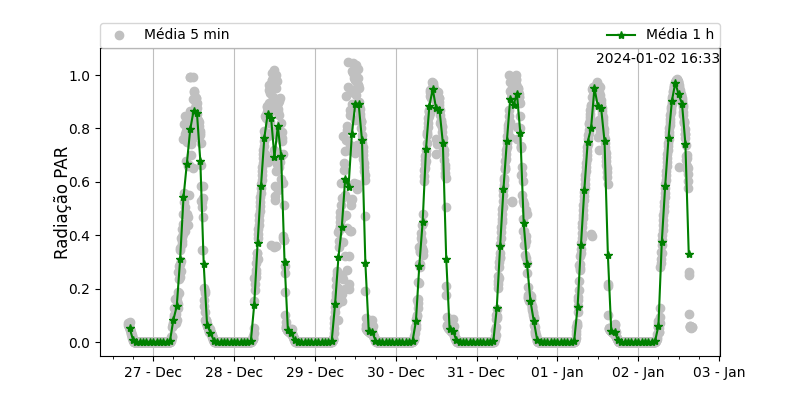 Média 5 min
Média 1 h
2024-01-02 16:33
Radiação PAR
1.0
0.8
0.6
0.4
0.2
0.0
27 - Dec
28 - Dec
29 - Dec
30 - Dec
31 - Dec
01 - Jan
02 - Jan
03 - Jan